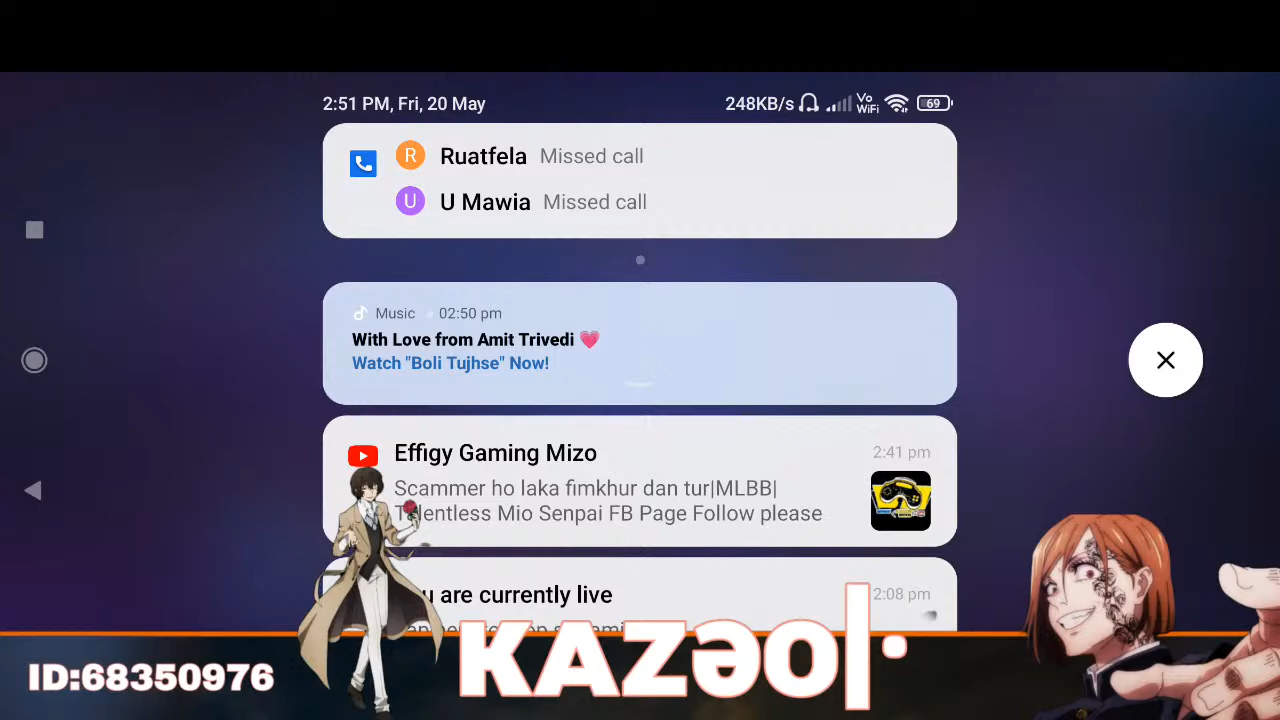 2:51 PM, Fri, 20 May
248KB/s Vo WiFi 69
R Ruatfela Missed call
U U Mawia Missed call
Music 02:50 pm
With Love from Amit Trivedi 💗
Watch "Boli Tujhse" Now!
Effigy Gaming Mizo 2:41 pm
Scammer ho laka fimkhur dan tur|MLBB|
Talentless Mio Senpai FB Page Follow please
are currently live 2:08 pm
ID:68350976
KAZƏO